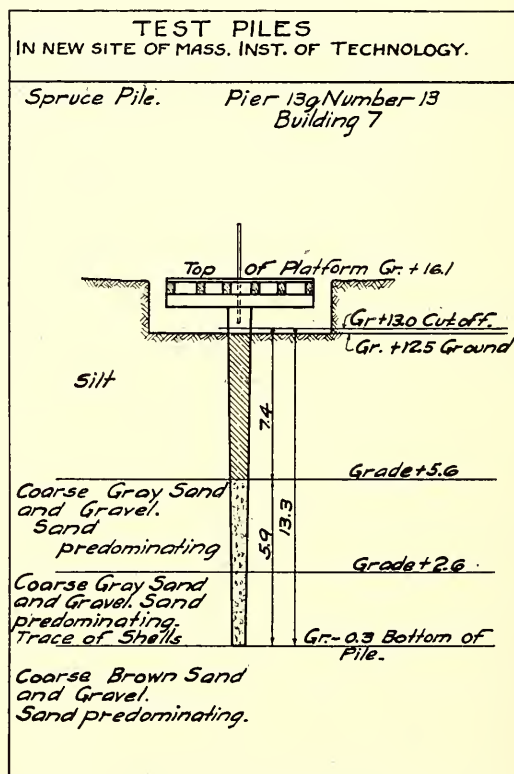 TEST PILES
IN NEW SITE OF MASS. INST. OF TECHNOLOGY.
Spruce Pile.
Pier 13g Number 13
Building 7
Top of Platform Gr. + 16.1
Gr+13.0 Cutoff.
Gr. +12.5 Ground
Silt
7.4
Grade+5.6
Coarse Gray Sand
and Gravel.
Sand
predominating
5.9
13.3
Grade+2.6
Coarse Gray Sand
and Gravel. Sand
predominating.
Trace of Shells
Gr.-0.3 Bottom of
Pile.
Coarse Brown Sand
and Gravel.
Sand predominating.